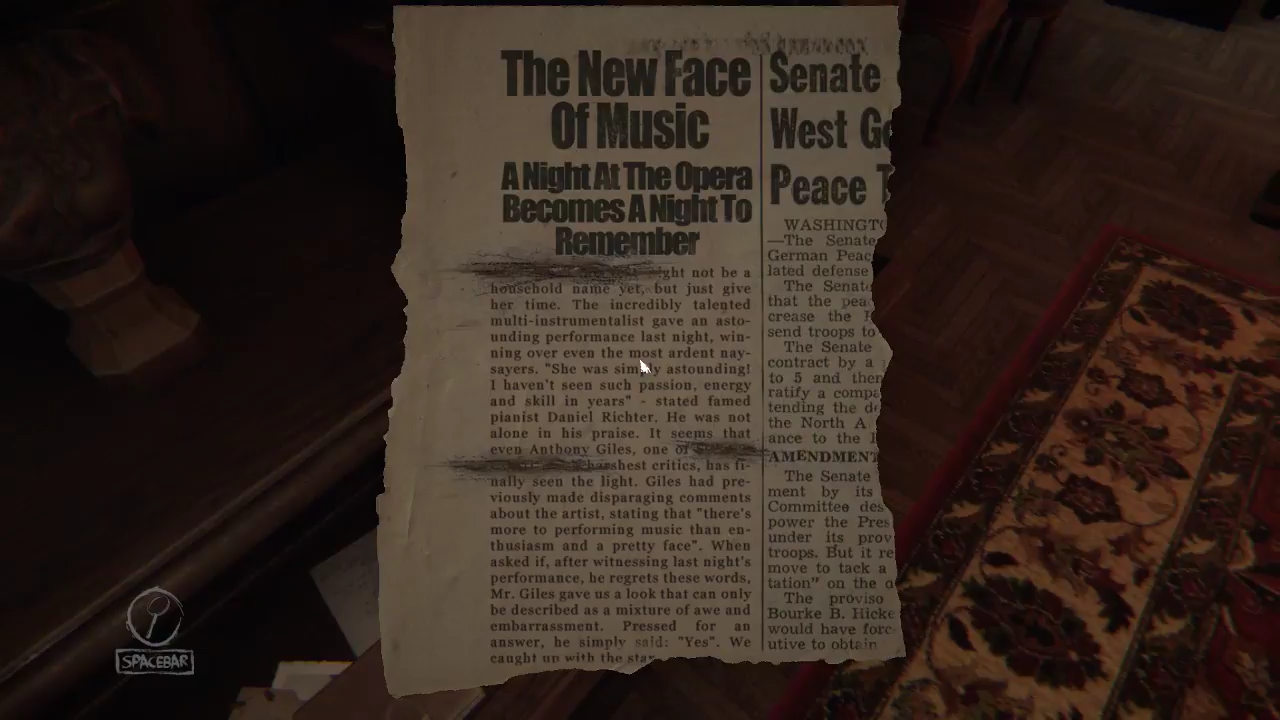 The New Face
Of Music
A Night At The Opera
Becomes A Night To
Remember
ght not be a
household name yet, but just give
her time. The incredibly talented
multi-instrumentalist gave an asto-
unding performance last night, win-
ning over even the most ardent nay-
sayers. "She was simply astounding!
I haven't seen such passion, energy
and skill in years" - stated famed
pianist Daniel Richter. He was not
alone in his praise. It seems that
even Anthony Giles, one of
harshest critics, has fi-
nally seen the light. Giles had pre-
viously made disparaging comments
about the artist, stating that "there's
more to performing music than en-
thusiasm and a pretty face". When
asked if, after witnessing last night's
performance, he regrets these words,
Mr. Giles gave us a look that can only
be described as a mixture of awe and
embarrassment. Pressed for an
answer, he simply said: "Yes". We
caught up with the star
Senate
West Ge
Peace T
WASHINGTO
—The Senate
German Peac
lated defense
The Senate
that the pea
crease the
send troops to
The Senate
contract by a
to 5 and then
ratify a compa
tending the d
the North A
ance to the
AMENDMENT
The Senate
ment by its
Committee des
power the Pres
under its prov
troops. But it re
move to tack a
tation" on the
The proviso
Bourke B. Hicke
would have forc
utive to obtain
SPACEBAR